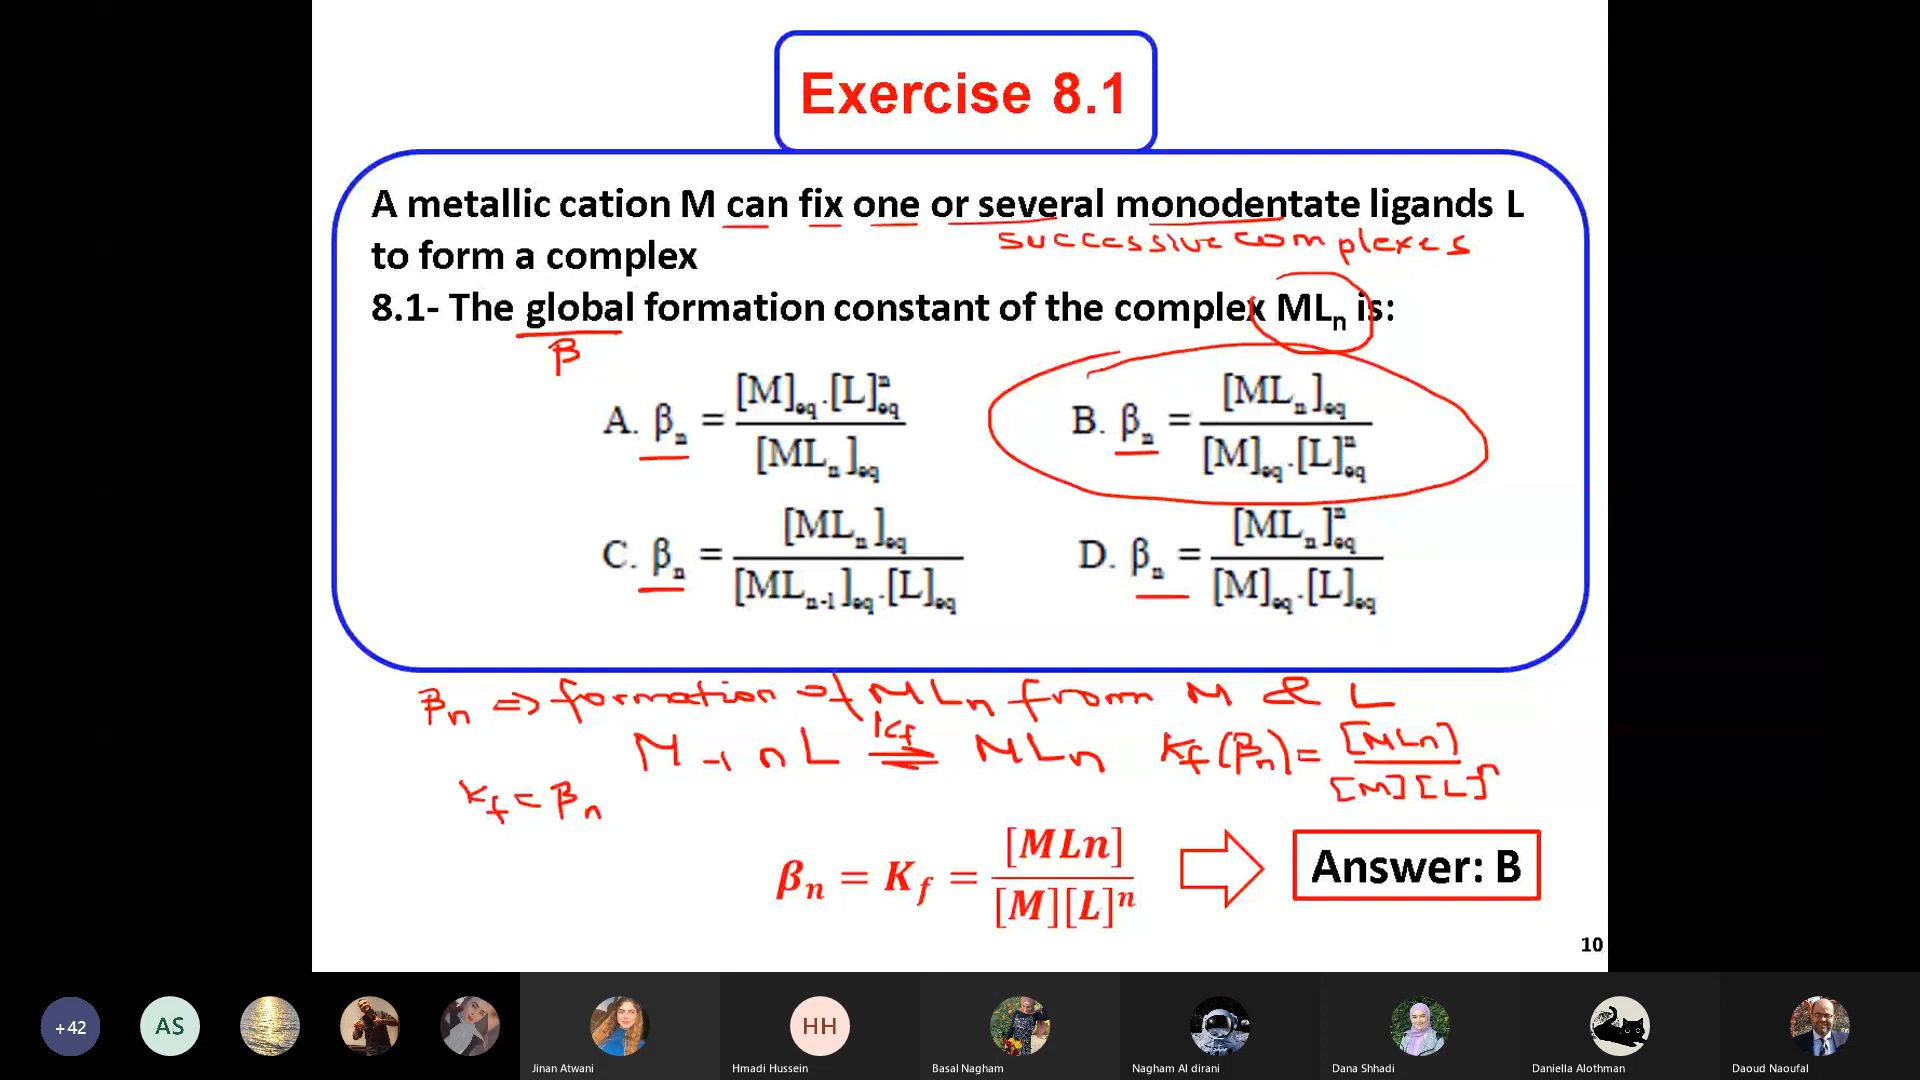 Exercise 8.1
A metallic cation M can fix one or several monodentate ligands L
successive complexes
to form a complex
8.1- The global formation constant of the complex MLₙ is:
β
A. βₙ = [M]eq.[L]ⁿeq / [MLₙ]eq
B. βₙ = [MLₙ]eq / [M]eq.[L]ⁿeq
C. βₙ = [MLₙ]eq / [MLₙ₋₁]eq.[L]eq
D. βₙ = [MLₙ]ⁿeq / [M]eq.[L]eq
βn => formation of MLn from M & L
M + nL ⇌ MLn
Kf
Kf (βn) = [MLn] / [M][L]ⁿ
Kf = βn
βₙ = K_f = [MLn] / [M][L]ⁿ
Answer: B
10
+42
AS
HH
Jinan Atwani
Hmadi Hussein
Basal Nagham
Nagham Al dirani
Dana Shhadi
Daniella Alothman
Daoud Naoufal